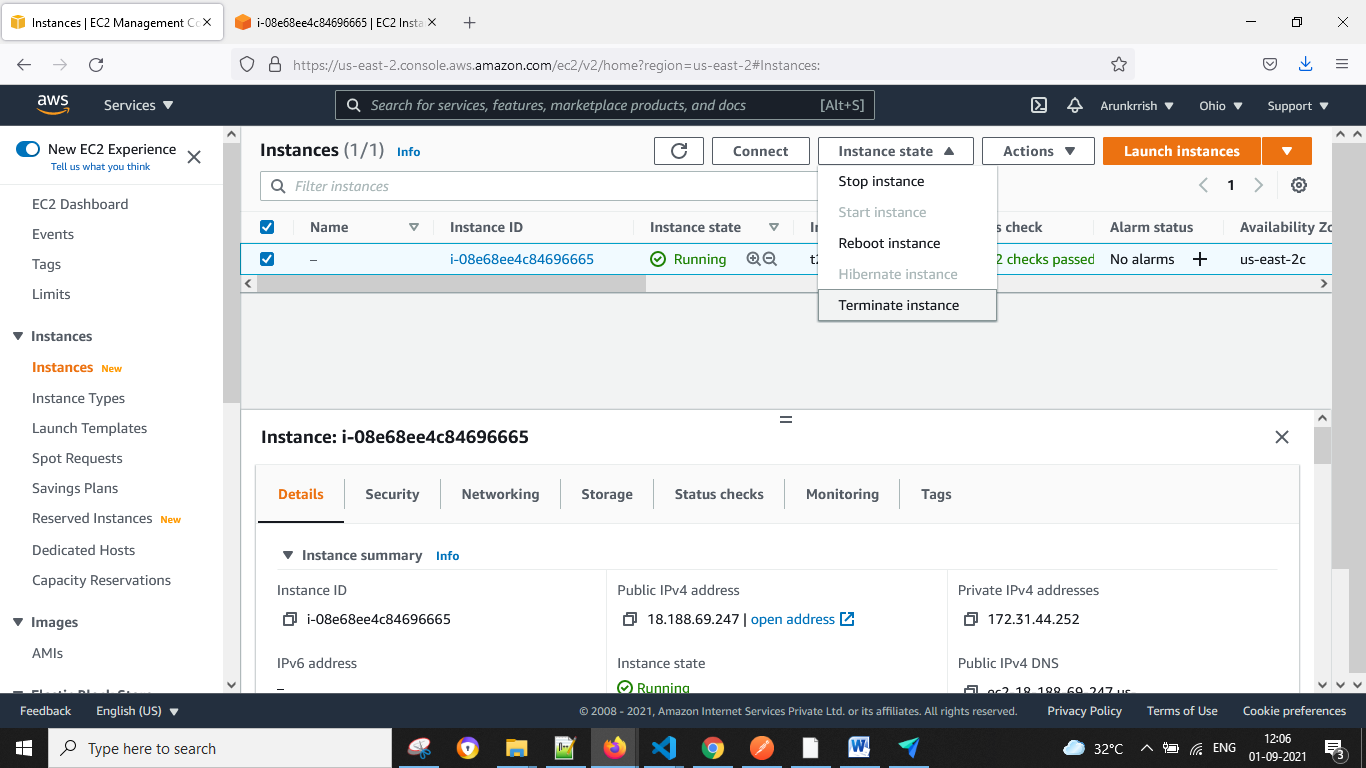 Instances | EC2 Management Co
i-08e68ee4c84696665 | EC2 Insta
https://us-east-2.console.aws.amazon.com/ec2/v2/home?region=us-east-2#Instances:
aws
Services
Search for services, features, marketplace products, and docs
[Alt+S]
Arunkrrish
Ohio
Support
New EC2 Experience
Tell us what you think
EC2 Dashboard
Events
Tags
Limits
Instances
Instances New
Instance Types
Launch Templates
Spot Requests
Savings Plans
Reserved Instances New
Dedicated Hosts
Capacity Reservations
Images
AMIs
Instances (1/1) Info
Connect
Instance state
Actions
Launch instances
Filter instances
1
Stop instance
Start instance
Reboot instance
Hibernate instance
Terminate instance
Name
Instance ID
Instance state
check
Alarm status
Availability Zo
–
i-08e68ee4c84696665
Running
t2
2 checks passed
No alarms
us-east-2c
Instance: i-08e68ee4c84696665
Details
Security
Networking
Storage
Status checks
Monitoring
Tags
Instance summary Info
Instance ID
i-08e68ee4c84696665
Public IPv4 address
18.188.69.247 | open address
Private IPv4 addresses
172.31.44.252
IPv6 address
–
Instance state
Running
Public IPv4 DNS
ec2-18-188-69-247.us-
Feedback
English (US)
© 2008 - 2021, Amazon Internet Services Private Ltd. or its affiliates. All rights reserved.
Privacy Policy
Terms of Use
Cookie preferences
Type here to search
32°C
ENG
12:06
01-09-2021
3